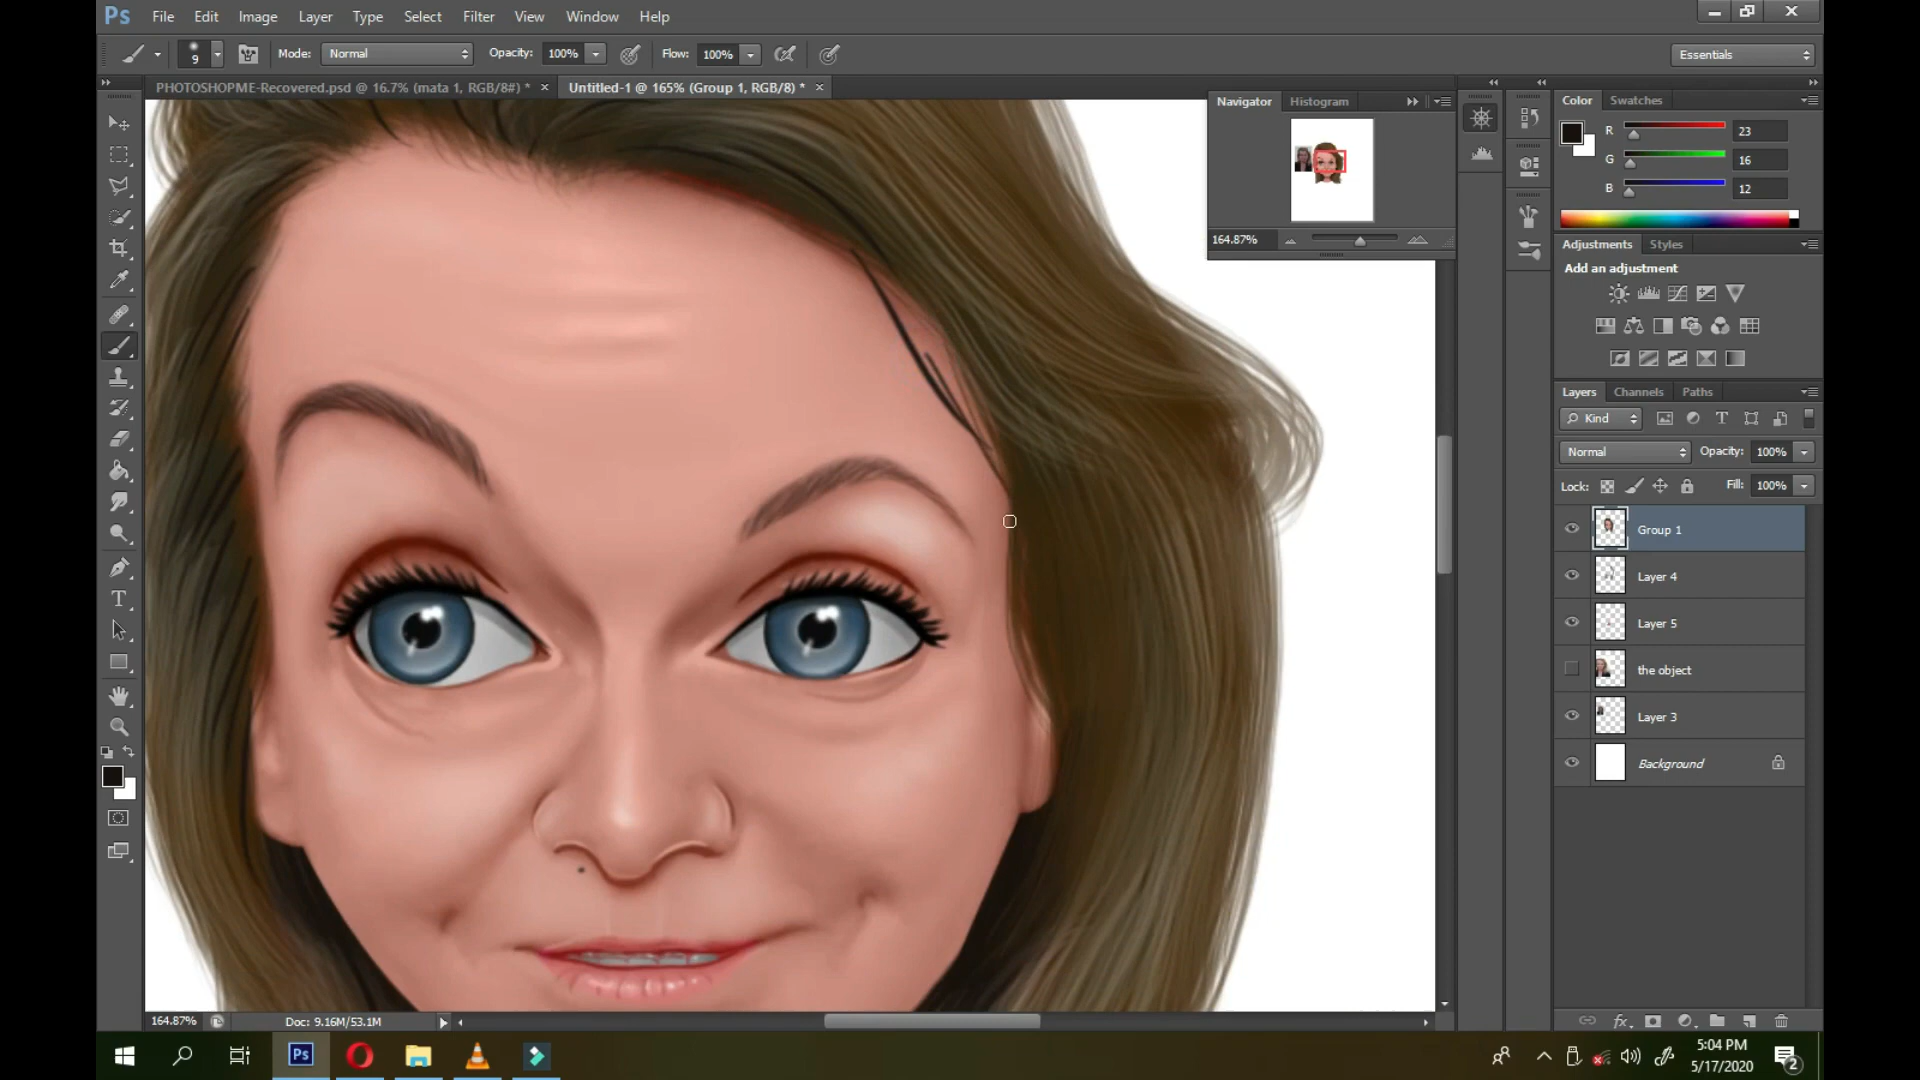 Ps File Edit Image Layer Type Select Filter View Window Help
9 Mode: Normal Opacity: 100% Flow: 100% Essentials
PHOTOSHOPME-Recovered.psd @ 16.7% (mata 1, RGB/8#) * Untitled-1 @ 165% (Group 1, RGB/8) *
Navigator Histogram
164.87%
Color Swatches
R 23
G 16
B 12
Adjustments Styles
Add an adjustment
Layers Channels Paths
Kind
Normal Opacity: 100%
Lock: Fill: 100%
Group 1
Layer 4
Layer 5
the object
Layer 3
Background
164.87% Doc: 9.16M/53.1M
Ps 5:04 PM
5/17/2020 2